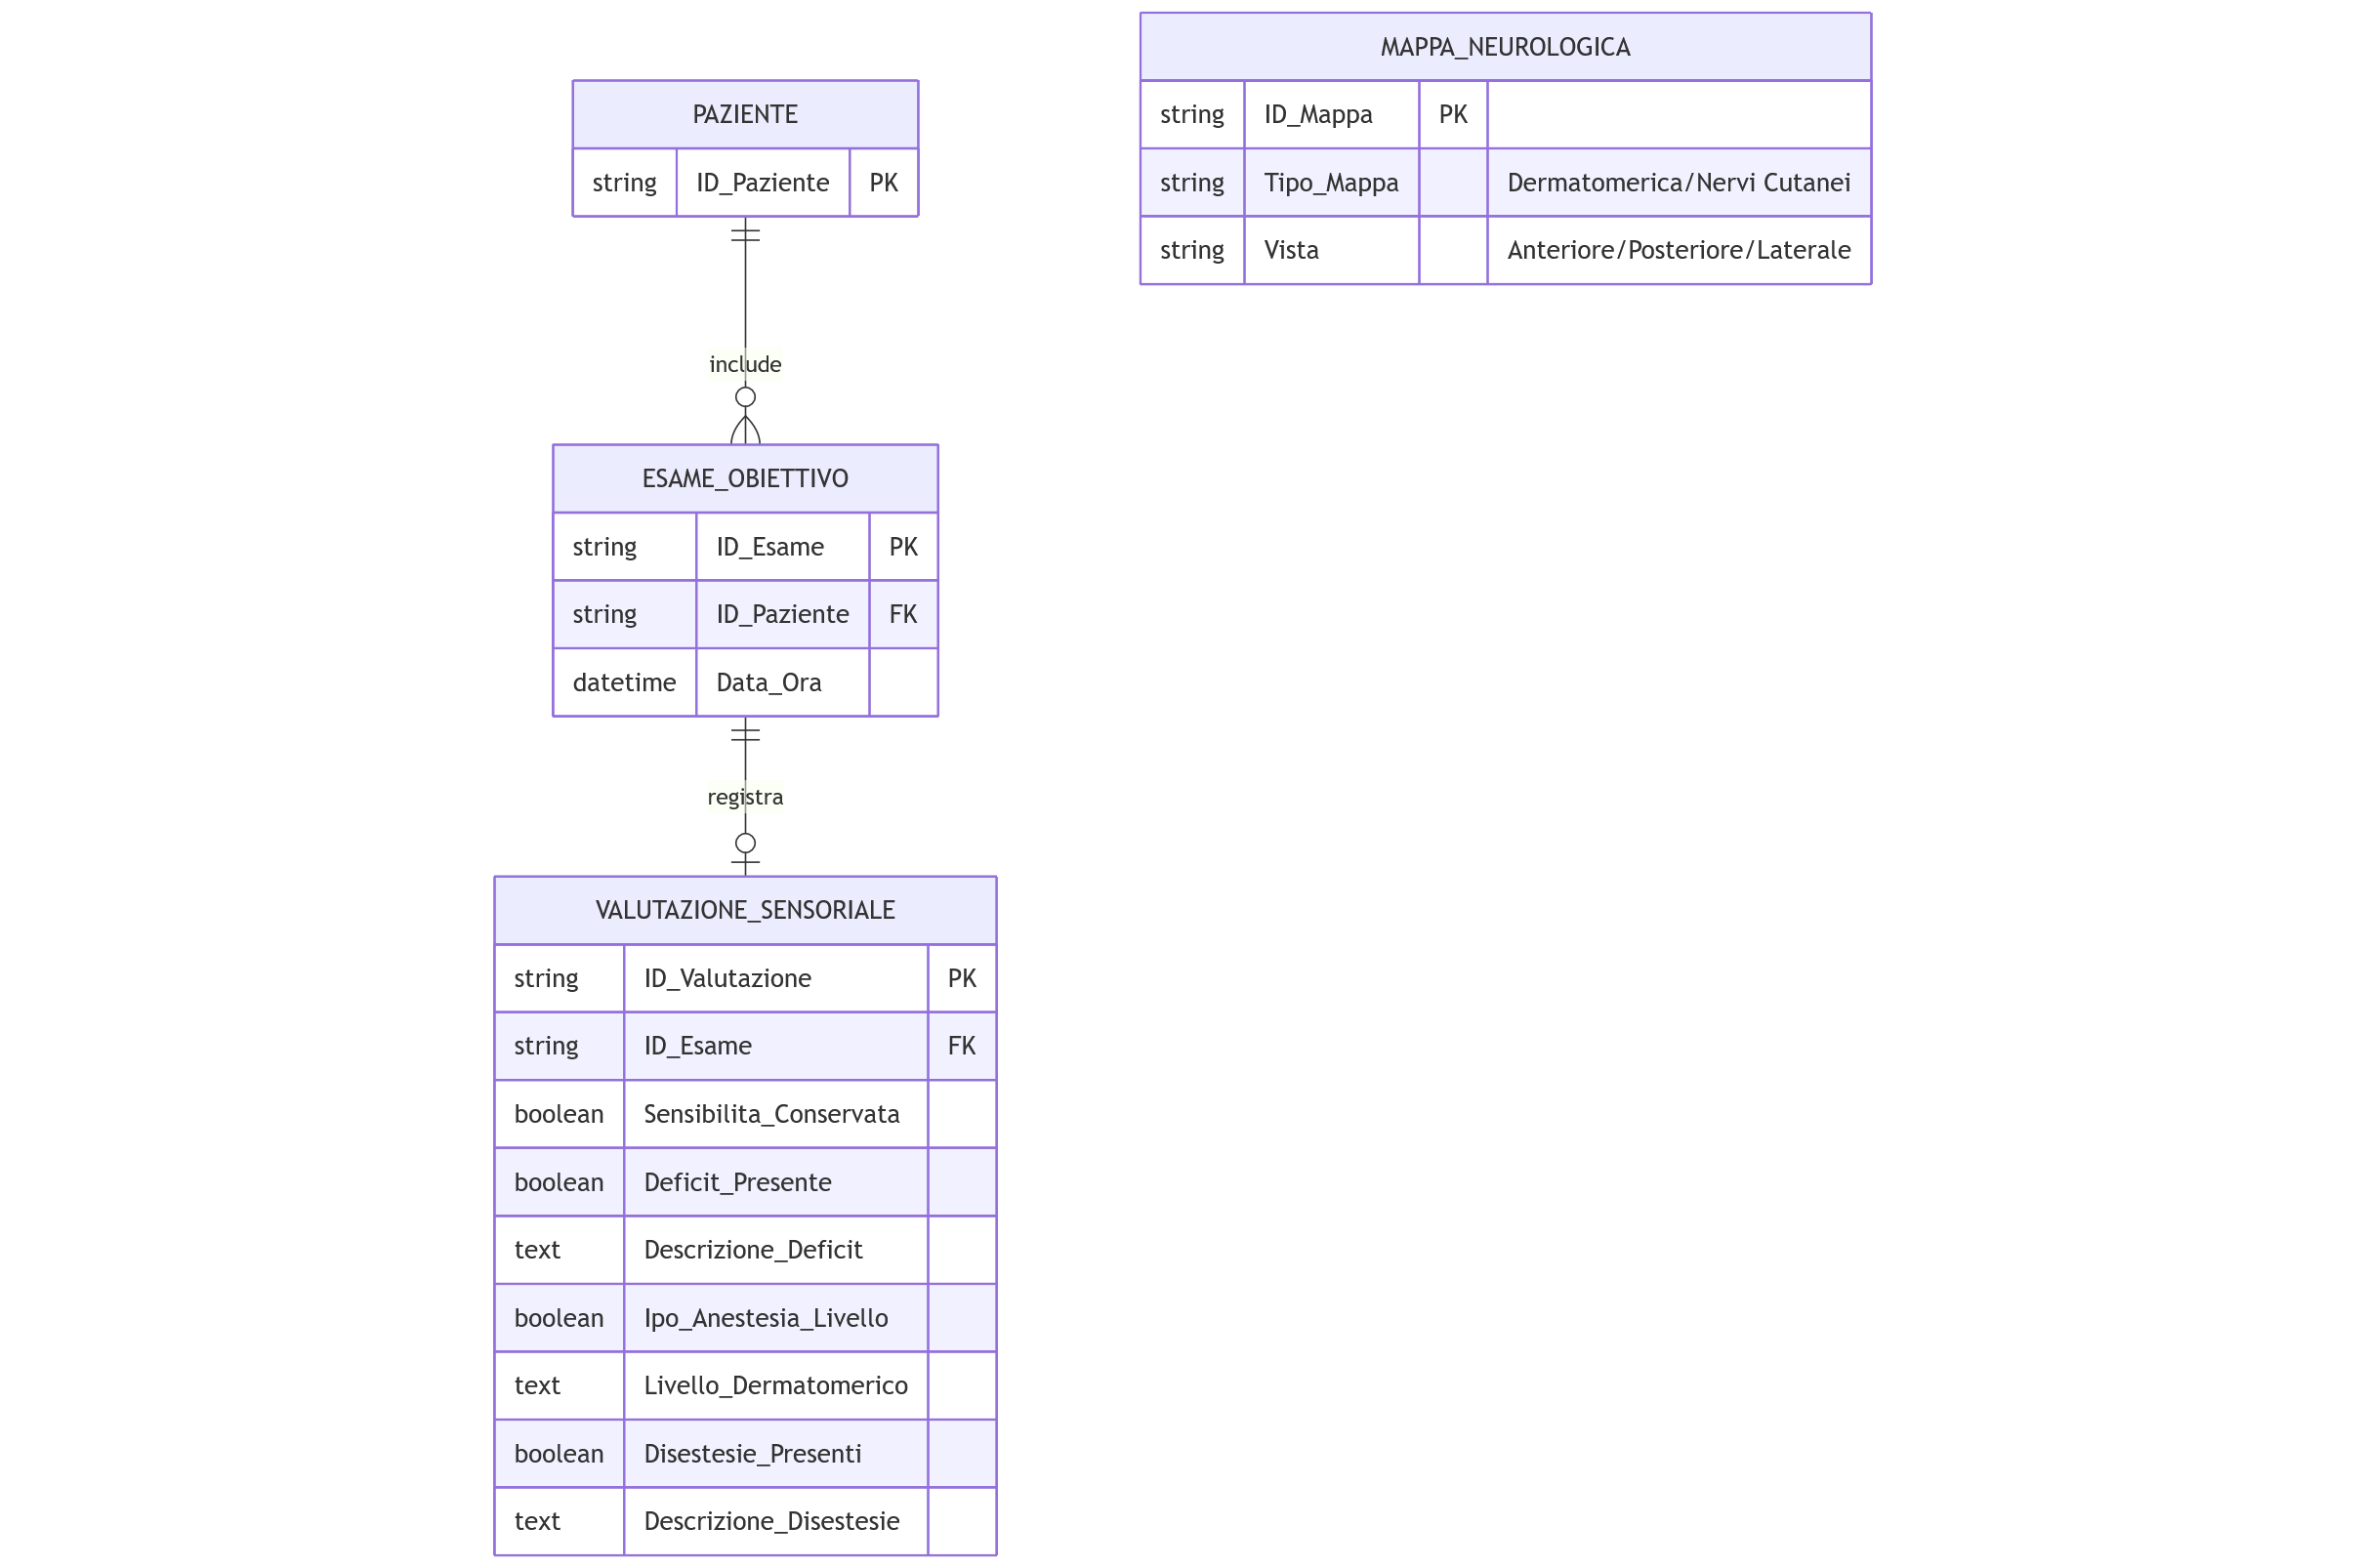 PAZIENTE
string ID_Paziente PK
include
ESAME_OBIETTIVO
string ID_Esame PK
string ID_Paziente FK
datetime Data_Ora
registra
VALUTAZIONE_SENSORIALE
string ID_Valutazione PK
string ID_Esame FK
boolean Sensibilita_Conservata
boolean Deficit_Presente
text Descrizione_Deficit
boolean Ipo_Anestesia_Livello
text Livello_Dermatomerico
boolean Disestesie_Presenti
text Descrizione_Disestesie
MAPPA_NEUROLOGICA
string ID_Mappa PK
string Tipo_Mappa Dermatomerica/Nervi Cutanei
string Vista Anteriore/Posteriore/Laterale